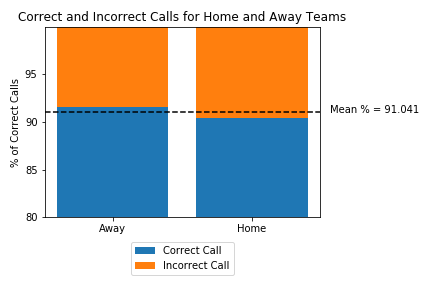 Correct and Incorrect Calls for Home and Away Teams
% of Correct Calls
95
90
85
80
Mean % = 91.041
Away
Home
Correct Call
Incorrect Call